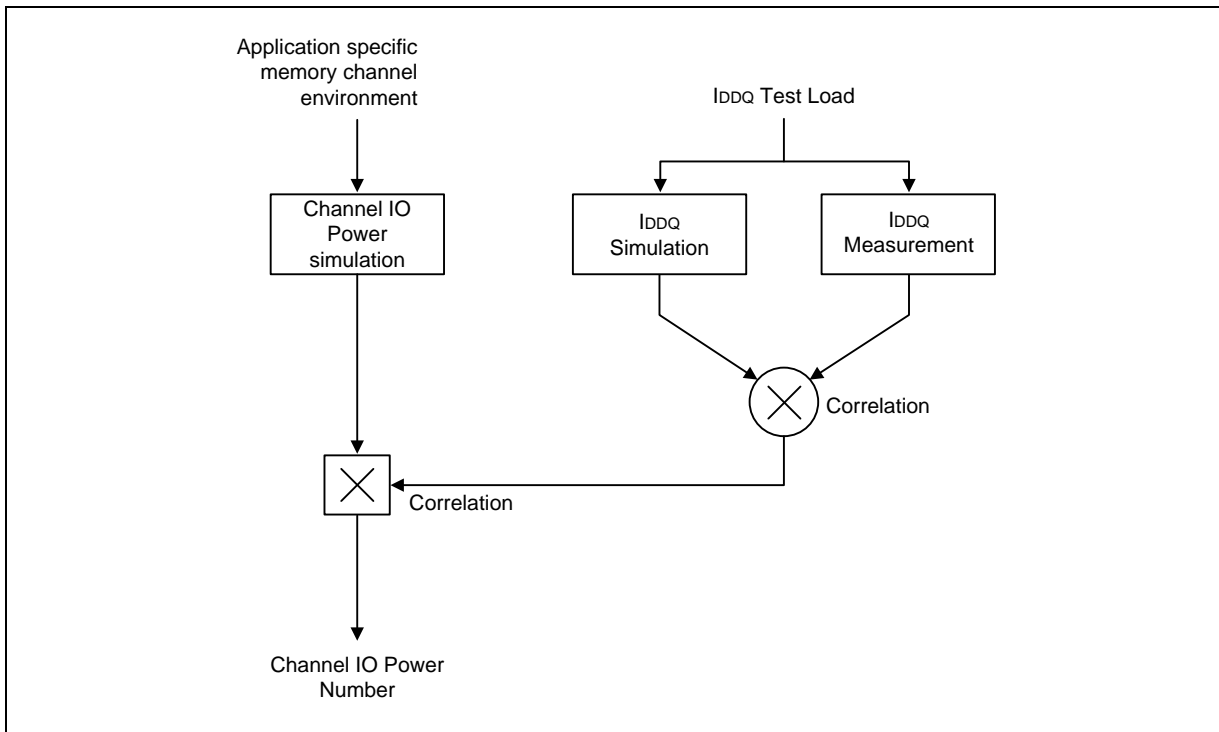 Application specific
memory channel
environment
IDDQ Test Load
Channel IO
Power
simulation
IDDQ
Simulation
IDDQ
Measurement
Correlation
Correlation
Channel IO Power
Number